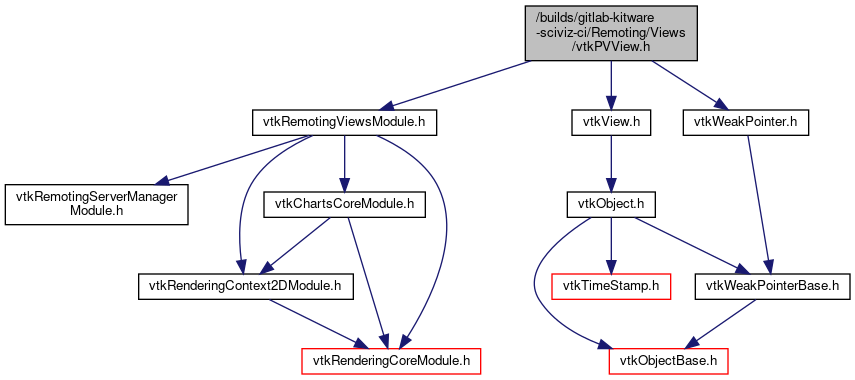 /builds/gitlab-kitware
-sciviz-ci/Remoting/Views
/vtkPVView.h
vtkRemotingViewsModule.h
vtkView.h
vtkWeakPointer.h
vtkRemotingServerManager
Module.h
vtkChartsCoreModule.h
vtkObject.h
vtkRenderingContext2DModule.h
vtkTimeStamp.h
vtkWeakPointerBase.h
vtkRenderingCoreModule.h
vtkObjectBase.h